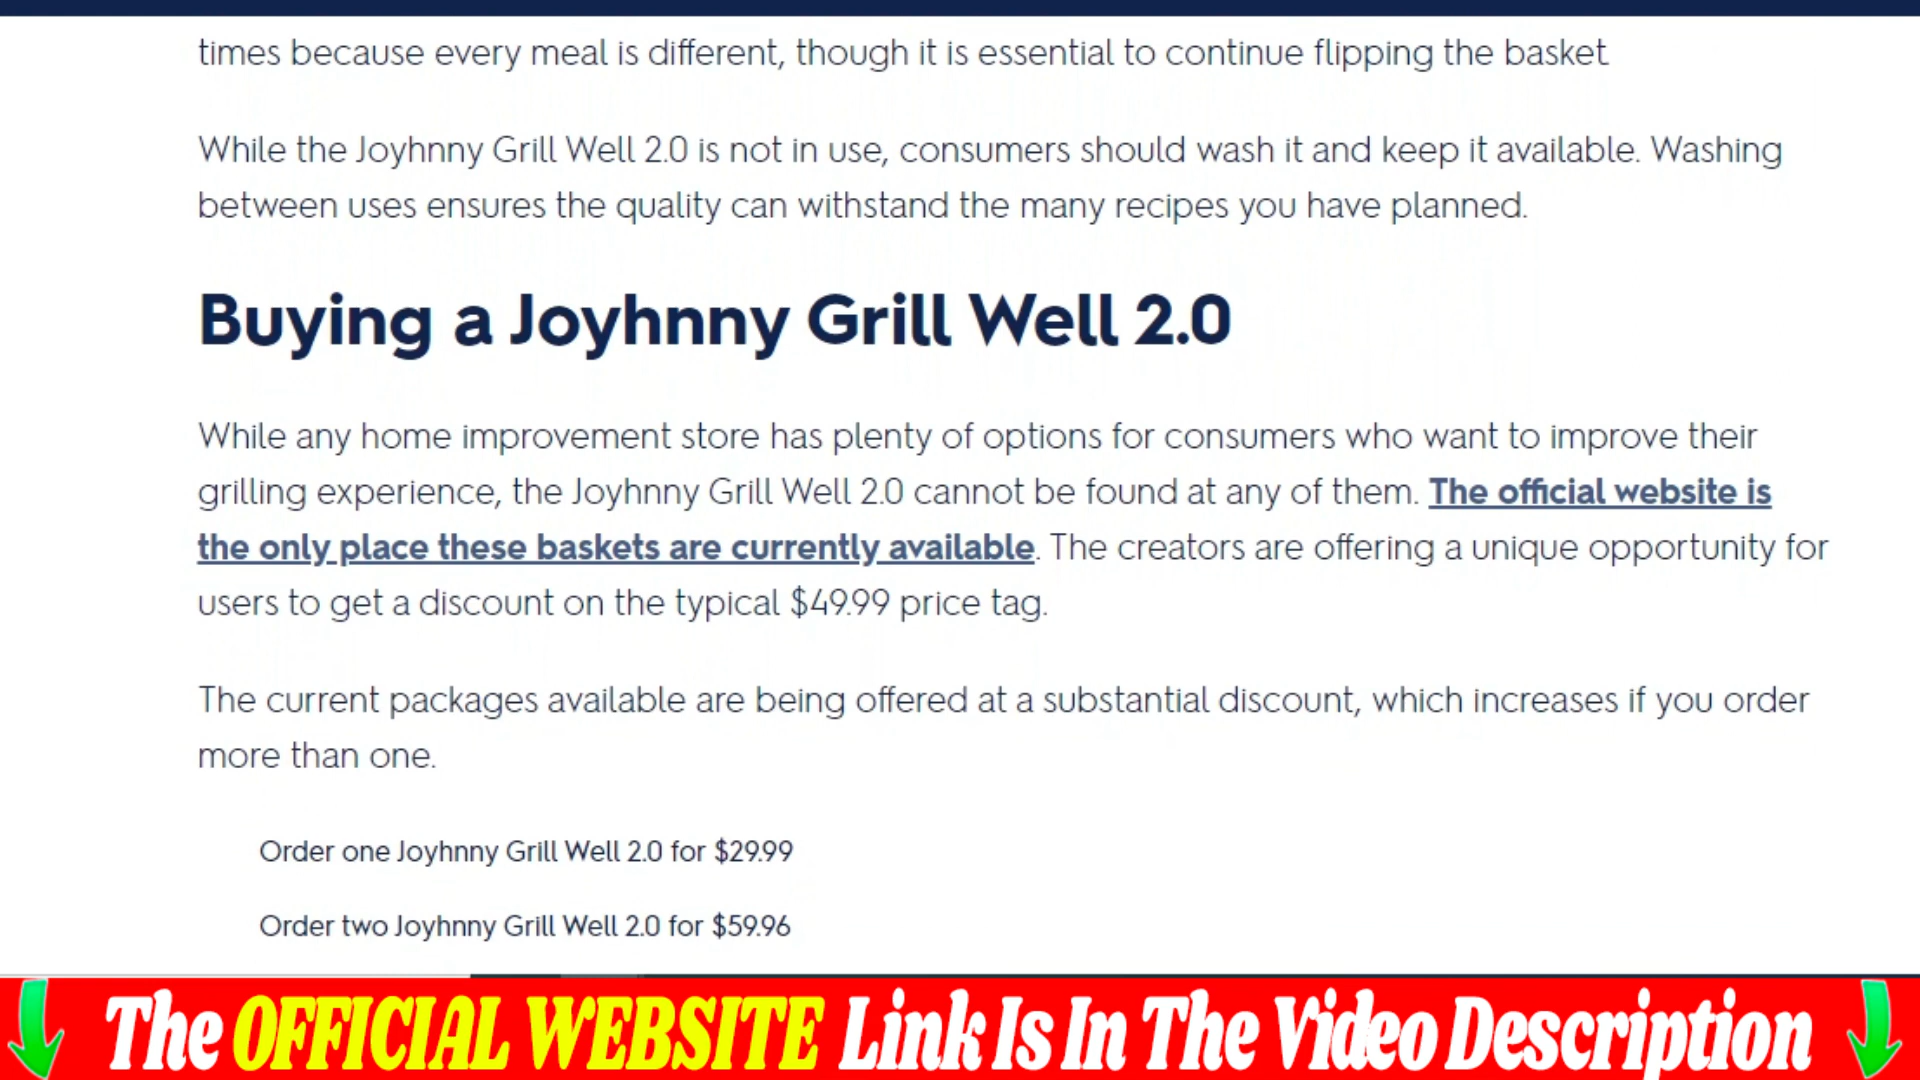 times because every meal is different, though it is essential to continue flipping the basket
While the Joyhnny Grill Well 2.0 is not in use, consumers should wash it and keep it available. Washing
between uses ensures the quality can withstand the many recipes you have planned.
Buying a Joyhnny Grill Well 2.0
While any home improvement store has plenty of options for consumers who want to improve their
grilling experience, the Joyhnny Grill Well 2.0 cannot be found at any of them. The official website is
the only place these baskets are currently available. The creators are offering a unique opportunity for
users to get a discount on the typical $49.99 price tag.
The current packages available are being offered at a substantial discount, which increases if you order
more than one.
Order one Joyhnny Grill Well 2.0 for $29.99
Order two Joyhnny Grill Well 2.0 for $59.96
The OFFICIAL WEBSITE Link Is In The Video Description